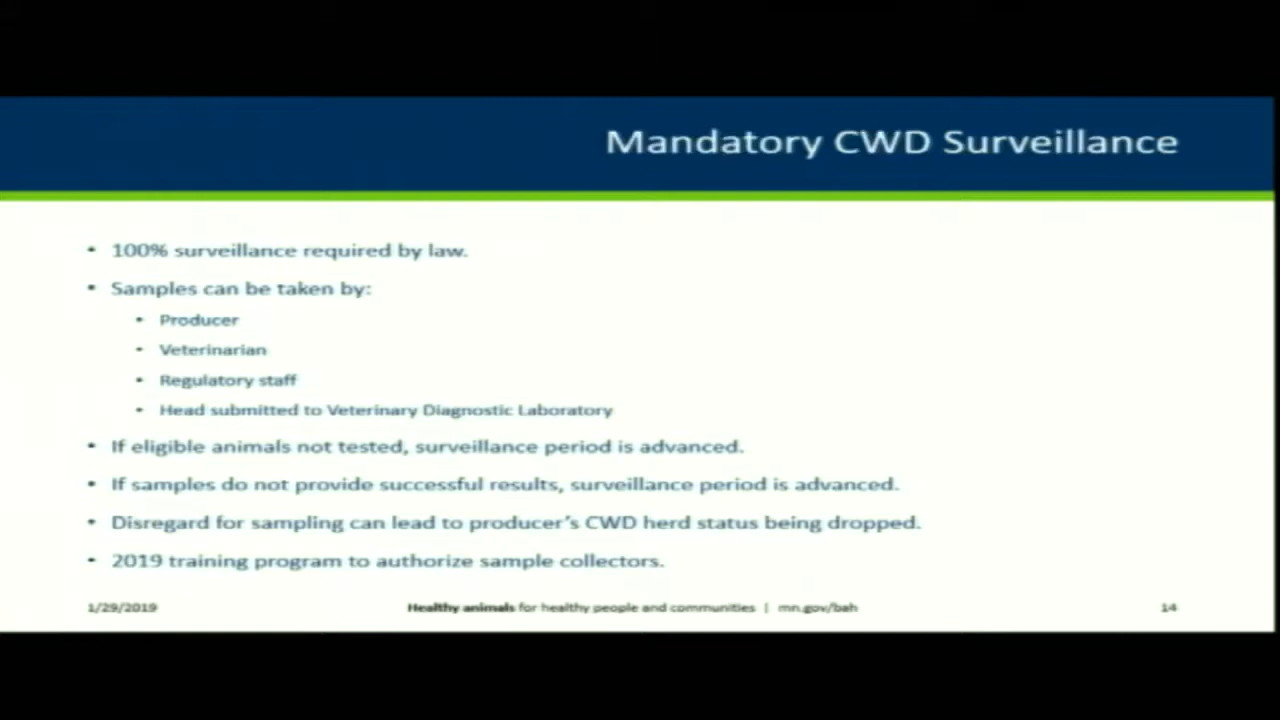 Mandatory CWD Surveillance
• 100% surveillance required by law.
• Samples can be taken by:
• Producer
• Veterinarian
• Regulatory staff
• Head submitted to Veterinary Diagnostic Laboratory
• If eligible animals not tested, surveillance period is advanced.
• If samples do not provide successful results, surveillance period is advanced.
• Disregard for sampling can lead to producer's CWD herd status being dropped.
• 2019 training program to authorize sample collectors.
1/29/2019 Healthy animals for healthy people and communities | mn.gov/bah 14